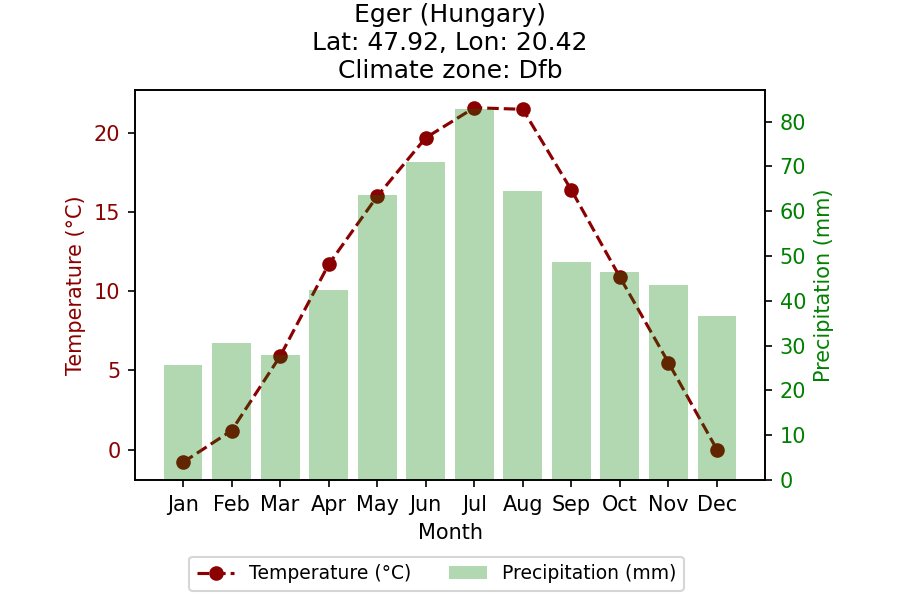 Eger (Hungary)
Lat: 47.92, Lon: 20.42
Climate zone: Dfb
Temperature (°C)
20
15
10
5
0
80
70
60
50
40
30
20
10
0
Precipitation (mm)
Jan Feb Mar Apr May Jun Jul Aug Sep Oct Nov Dec
Month
Temperature (°C) Precipitation (mm)